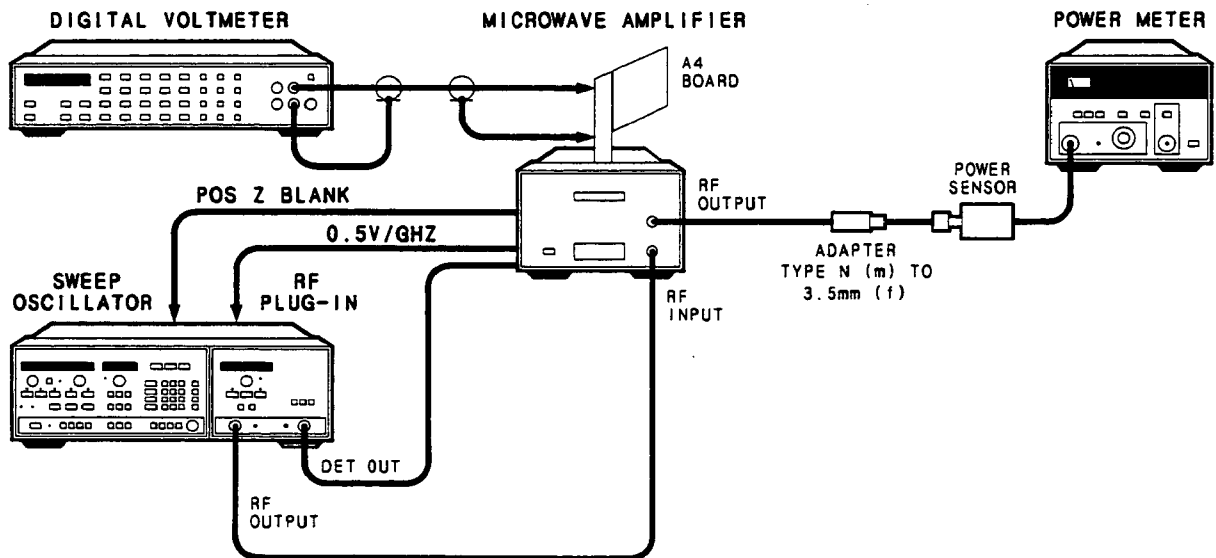 DIGITAL VOLTMETER
MICROWAVE AMPLIFIER
POWER METER
A4
BOARD
POS Z BLANK
0.5V/GHZ
RF
OUTPUT
POWER
SENSOR
ADAPTER
TYPE N (m) TO
3.5mm (f)
SWEEP
OSCILLATOR
RF
PLUG-IN
RF
INPUT
DET OUT
RF
OUTPUT